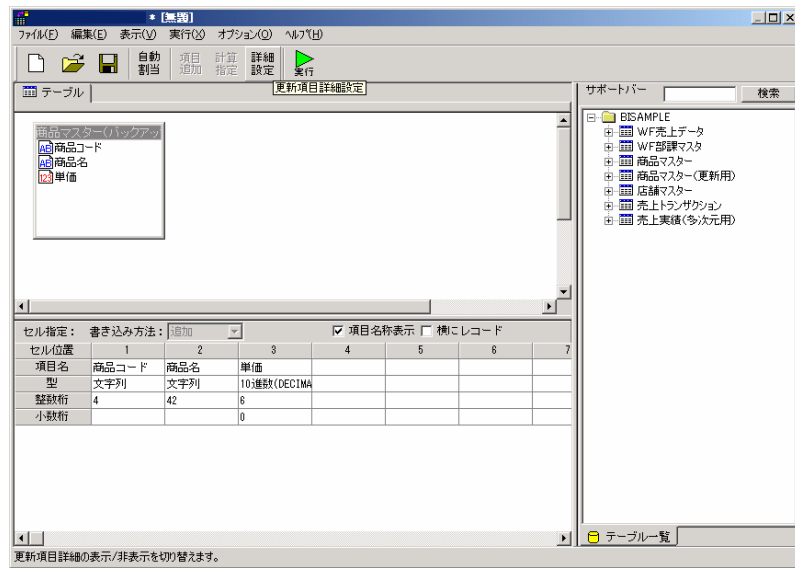 * [無題]
ファイル(F) 編集(E) 表示(V) 実行(X) オプション(O) ヘルプ(H)
自動割当 項目追加 計算指定 詳細設定 実行
更新項目詳細設定
テーブル
サポートバー 検索
商品マスター(バックアッ
AB 商品コード
AB 商品名
123 単価
BISAMPLE
WF売上データ
WF部課マスタ
商品マスター
商品マスター(更新用)
店舗マスター
売上トランザクション
売上実績(多次元用)
セル指定: 書き込み方法: 追加 項目名称表示 横にレコード
セル位置 1 2 3 4 5 6 7
項目名 商品コード 商品名 単価
型 文字列 文字列 10進数(DECIMA
整数桁 4 42 6
小数桁 0
テーブル一覧
更新項目詳細の表示/非表示を切り替えます。